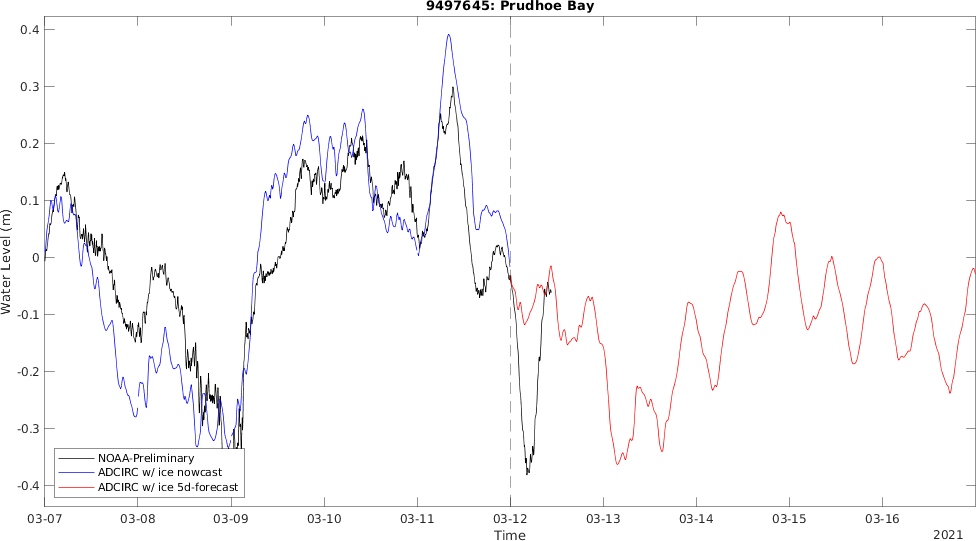 9497645: Prudhoe Bay
Water Level (m)
0.4
0.3
0.2
0.1
0
-0.1
-0.2
-0.3
-0.4
NOAA-Preliminary
ADCIRC w/ ice nowcast
ADCIRC w/ ice 5d-forecast
03-07 03-08 03-09 03-10 03-11 03-12 03-13 03-14 03-15 03-16
Time
2021